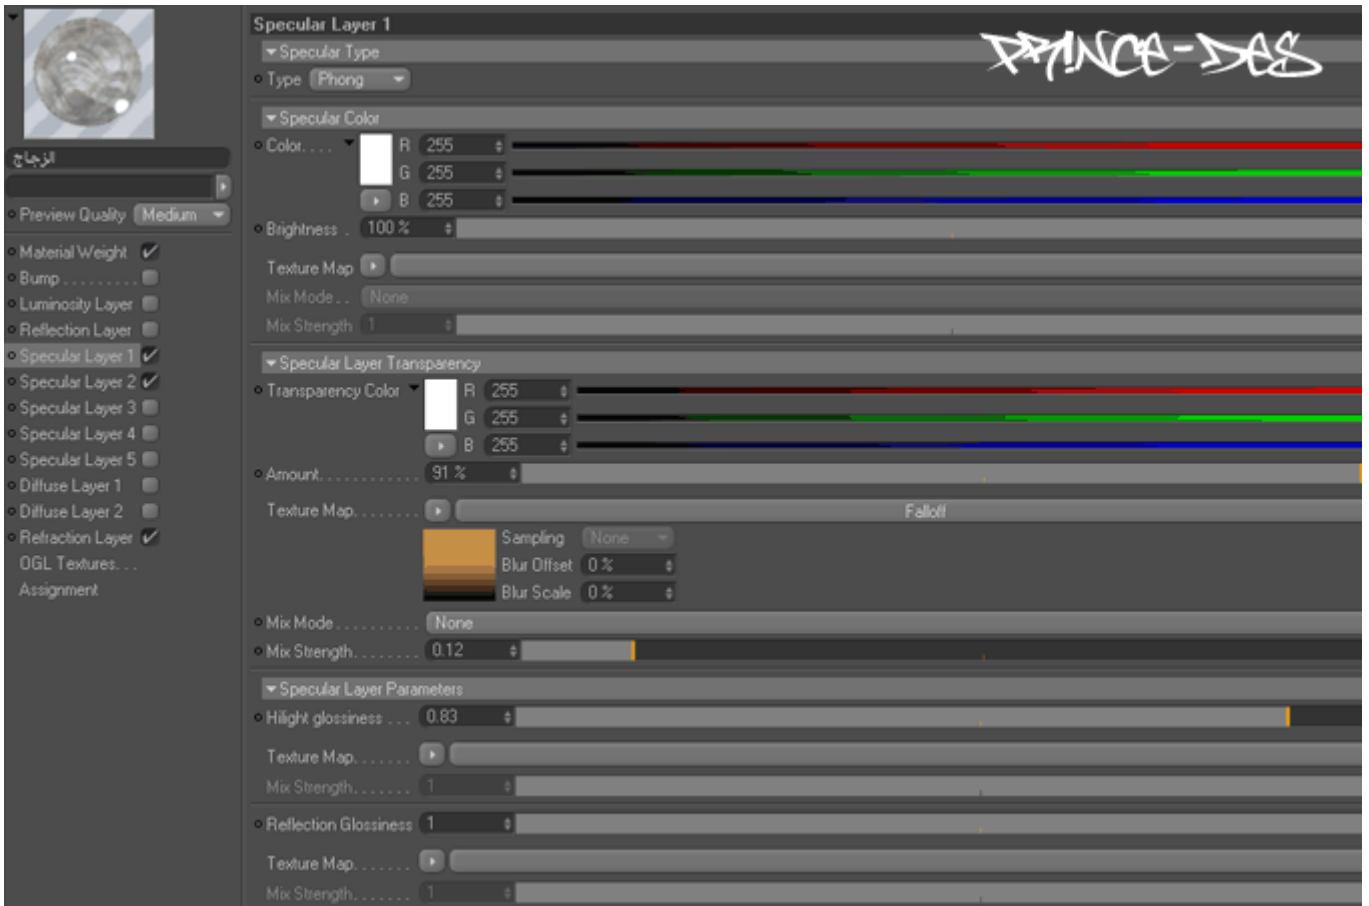 Specular Layer 1
PRINCE-DES
Specular Type
Type Phong
Specular Color
Color. . . . R 255
G 255
B 255
Brightness . 100 %
Texture Map
Mix Mode. . None
Mix Strength 1
Specular Layer Transparency
Transparency Color R 255
G 255
B 255
Amount. . . . . . . . . . . . 91 %
Texture Map. . . . . . . . Falloff
Sampling None
Blur Offset 0 %
Blur Scale 0 %
Mix Mode . . . . . . . . . . None
Mix Strength. . . . . . . . 0.12
Specular Layer Parameters
Hilight glossiness . . . 0.83
Texture Map. . . . . . .
Mix Strength. . . . . . . 1
Reflection Glossiness 1
Texture Map. . . . . . .
Mix Strength. . . . . . . 1
الزجاج
Preview Quality Medium
Material Weight
Bump . . . . . . . . .
Luminosity Layer
Reflection Layer
Specular Layer 1
Specular Layer 2
Specular Layer 3
Specular Layer 4
Specular Layer 5
Diffuse Layer 1
Diffuse Layer 2
Refraction Layer
OGL Textures. . .
Assignment